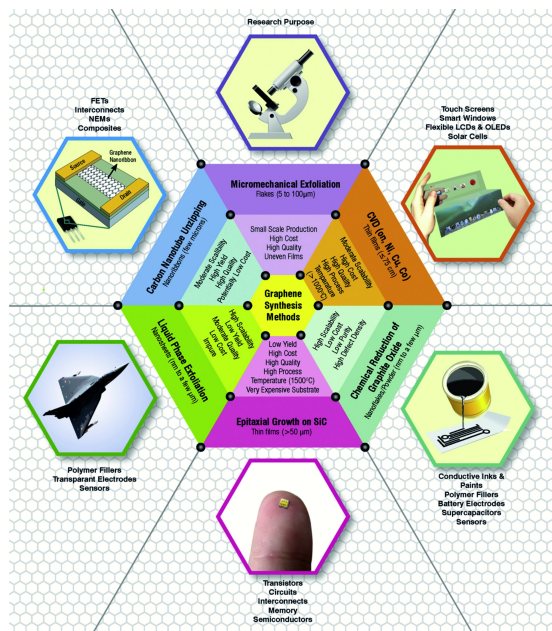 Research Purpose
FETs
Interconnects
NEMs
Composites
Touch Screens
Smart Windows
Flexible LCDs & OLEDs
Solar Cells
Source
Graphene
Nanoribbon
Gate
Drain
Micromechanical Exfoliation
Flakes (5 to 100µm)
Small Scale Production
High Cost
High Quality
Uneven Films
CVD (on, Ni, Cu, Co)
Thin films (≤75 cm)
Moderate Scalability
High Cost
High Quality
High Process
Temperature
(>1000°C)
Carbon Nanotube Unzipping
Nanoribbons (few microns)
Moderate Scalibility
High Yield
High Quality
Potentially Low Cost
Graphene
Synthesis
Methods
Liquid Phase Exfoliation
Nanosheets (nm to a few µm)
High Scalability
Low Yield
Moderate Quality
Low Cost
Impure
High Scalability
Low Cost
Low Purity
High Defect Density
Chemical Reduction of
Graphite Oxide
Nanoflakes/Powder (nm to a few µm)
Low Yield
High Cost
High Quality
High Process
Temperature (1500°C)
Very Expensive Substrate
Epitaxial Growth on SiC
Thin films (>50 µm)
Polymer Fillers
Transparant Electrodes
Sensors
Conductive Inks &
Paints
Polymer Fillers
Battery Electrodes
Supercapacitors
Sensors
Transistors
Circuits
Interconnects
Memory
Semiconductors